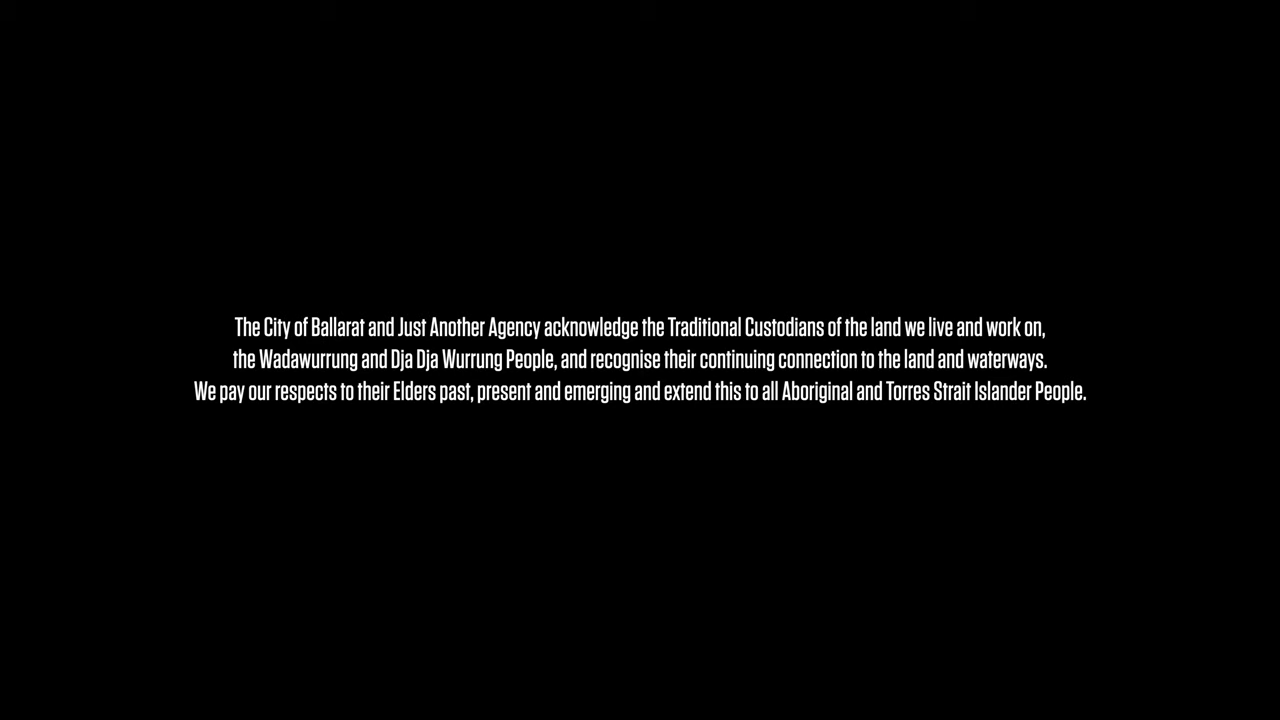 The City of Ballarat and Just Another Agency acknowledge the Traditional Custodians of the land we live and work on,
the Wadawurrung and Dja Dja Wurrung People, and recognise their continuing connection to the land and waterways.
We pay our respects to their Elders past, present and emerging and extend this to all Aboriginal and Torres Strait Islander People.